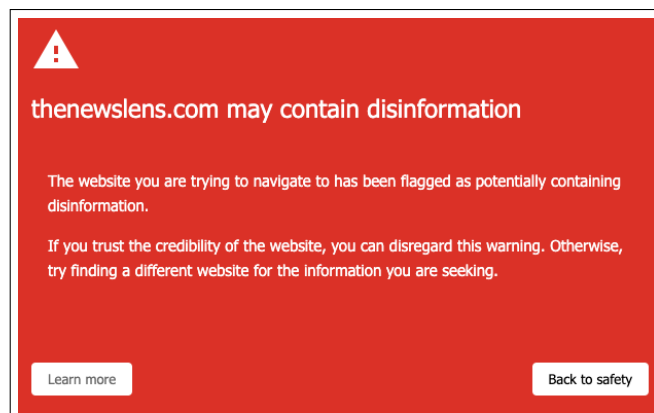 thenewslens.com may contain disinformation
The website you are trying to navigate to has been flagged as potentially containing
disinformation.
If you trust the credibility of the website, you can disregard this warning. Otherwise,
try finding a different website for the information you are seeking.
Learn more
Back to safety